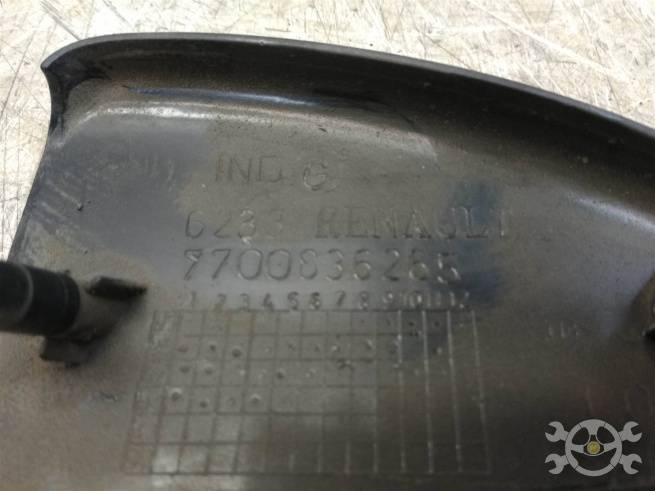 IND G
6233 RENAULT
7700836285
1 2 3 4 5 6 7 8 9 10 11 12